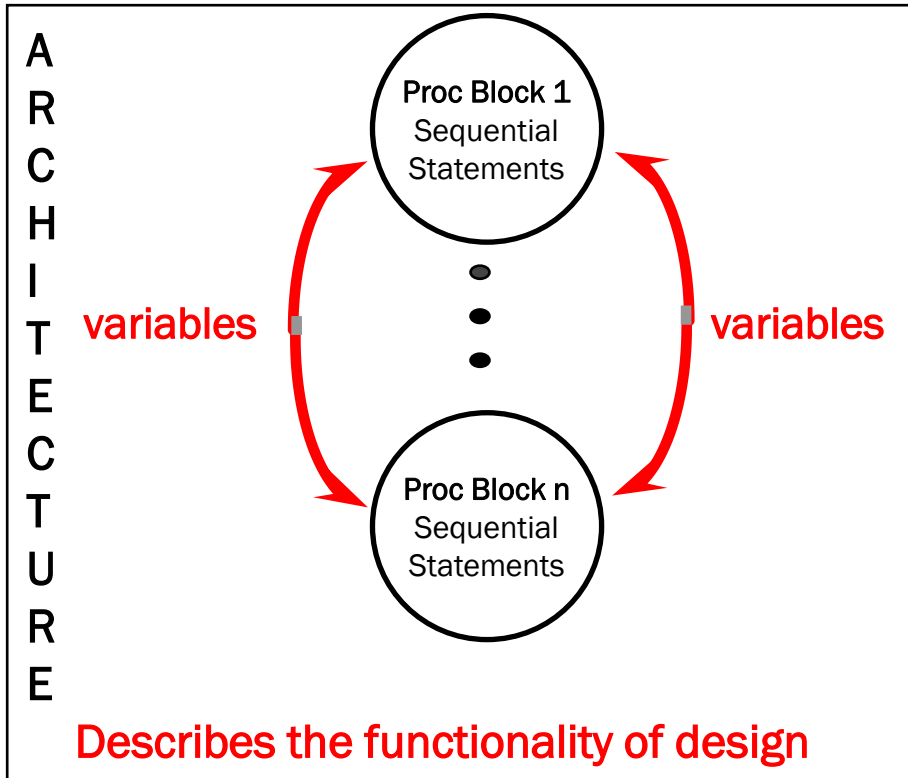 A
R
C
H
I
T
E
C
T
U
R
E
Proc Block 1
Sequential
Statements
variables
variables
Proc Block n
Sequential
Statements
Describes the functionality of design